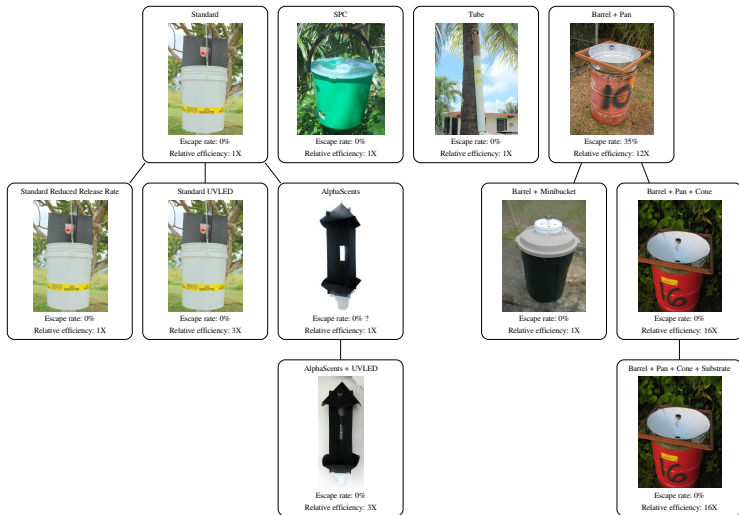 Standard
Escape rate: 0%
Relative efficiency: 1X
SPC
Escape rate: 0%
Relative efficiency: 1X
Tube
Escape rate: 0%
Relative efficiency: 1X
Barrel + Pan
10
Escape rate: 35%
Relative efficiency: 12X
Standard Reduced Release Rate
Escape rate: 0%
Relative efficiency: 1X
Standard UVLED
Escape rate: 0%
Relative efficiency: 3X
AlphaScents
Escape rate: 0% ?
Relative efficiency: 1X
Barrel + Minibucket
Escape rate: 0%
Relative efficiency: 1X
Barrel + Pan + Cone
16
Escape rate: 0%
Relative efficiency: 16X
AlphaScents + UVLED
Escape rate: 0%
Relative efficiency: 3X
Barrel + Pan + Cone + Substrate
16
Escape rate: 0%
Relative efficiency: 16X